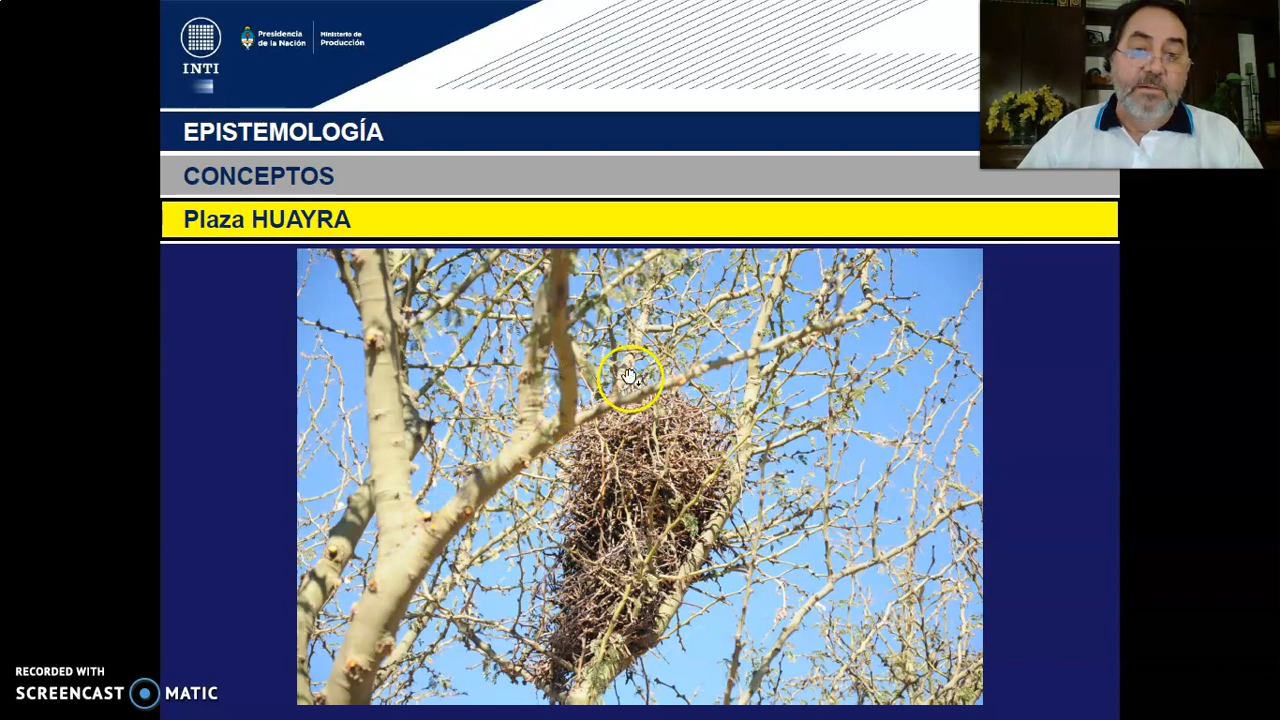 INTI
Presidencia
de la Nación
Ministerio de
Producción
EPISTEMOLOGÍA
CONCEPTOS
Plaza HUAYRA
RECORDED WITH
SCREENCAST MATIC